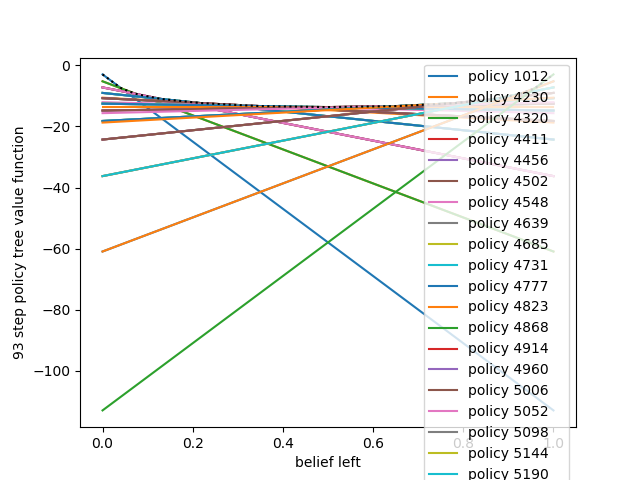 0
−20
−40
−60
−80
−100
93 step policy tree value function
0.0
0.2
0.4
0.6
0.8
1.0
belief left
policy 1012
policy 4230
policy 4320
policy 4411
policy 4456
policy 4502
policy 4548
policy 4639
policy 4685
policy 4731
policy 4777
policy 4823
policy 4868
policy 4914
policy 4960
policy 5006
policy 5052
policy 5098
policy 5144
policy 5190